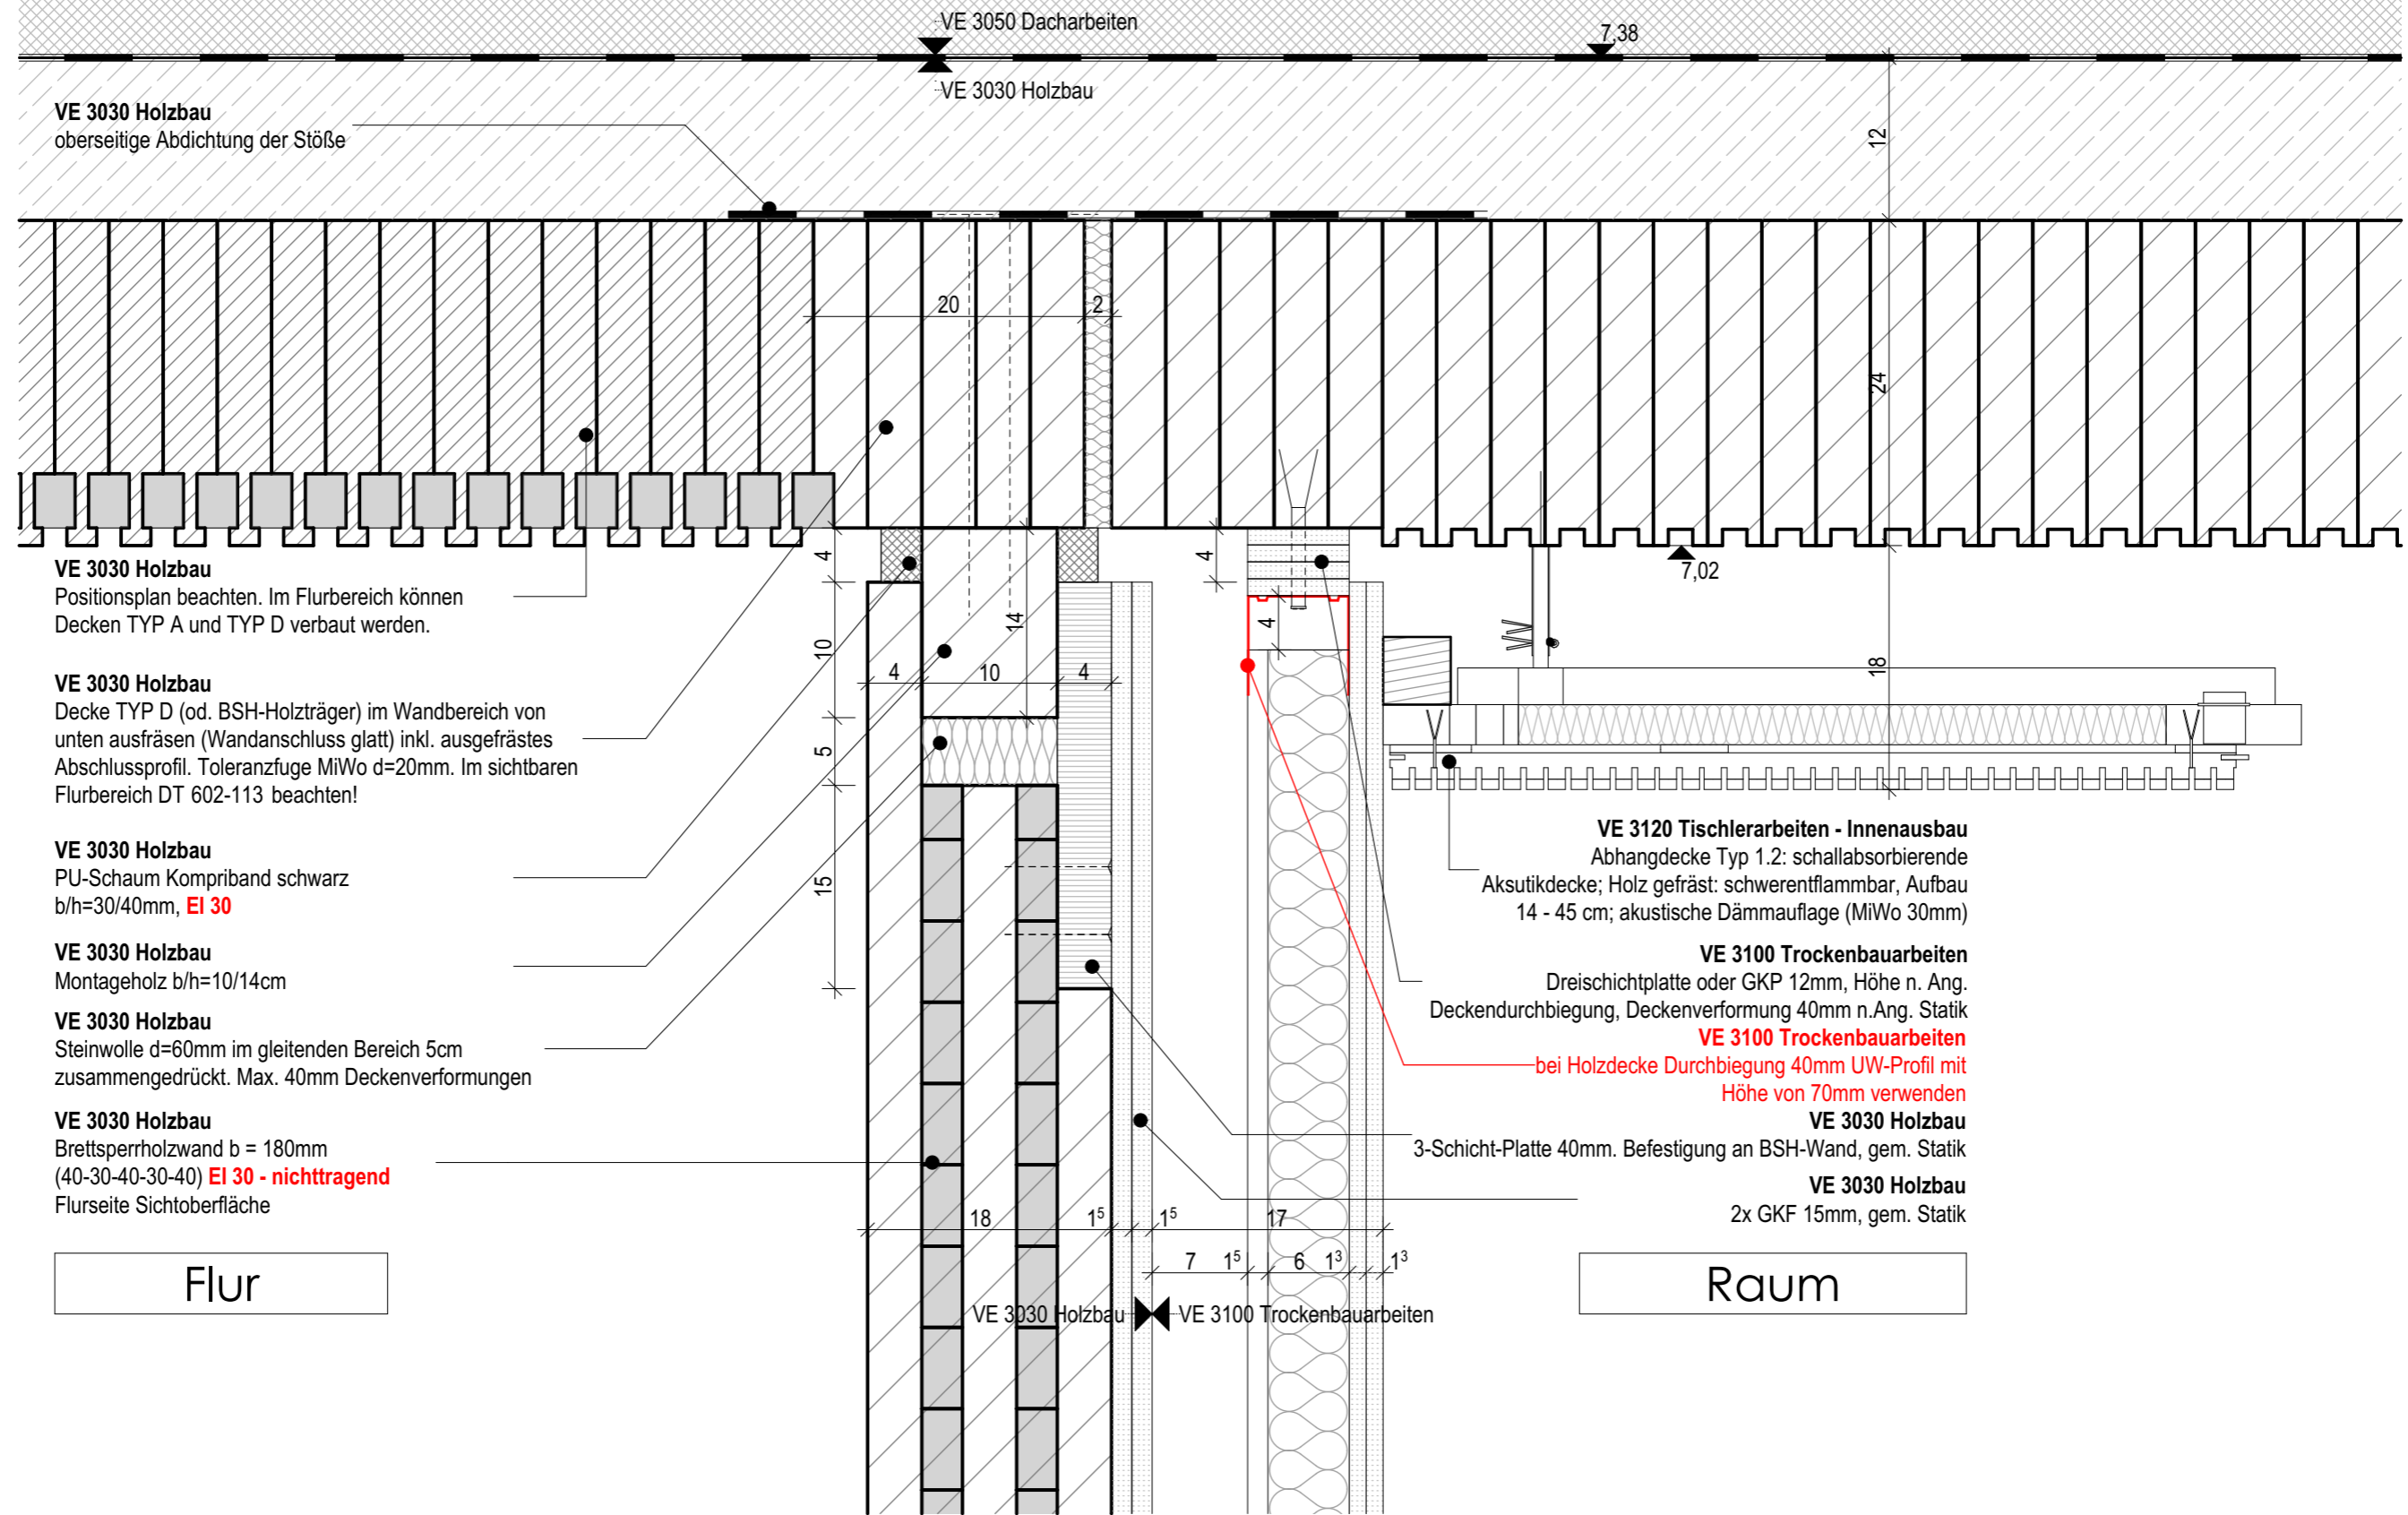 VE 3050 Dacharbeiten
7,38
VE 3030 Holzbau
VE 3030 Holzbau
oberseitige Abdichtung der Stöße
12
20
2
24
VE 3030 Holzbau
Positionsplan beachten. Im Flurbereich können
Decken TYP A und TYP D verbaut werden.
4
14
10
4
10
4
5
15
4
4
7,02
18
VE 3030 Holzbau
Decke TYP D (od. BSH-Holzträger) im Wandbereich von
unten ausfräsen (Wandanschluss glatt) inkl. ausgefrästes
Abschlussprofil. Toleranzfuge MiWo d=20mm. Im sichtbaren
Flurbereich DT 602-113 beachten!
VE 3030 Holzbau
PU-Schaum Kompriband schwarz
b/h=30/40mm, EI 30
VE 3030 Holzbau
Montageholz b/h=10/14cm
VE 3030 Holzbau
Steinwolle d=60mm im gleitenden Bereich 5cm
zusammengedrückt. Max. 40mm Deckenverformungen
VE 3030 Holzbau
Brettsperrholzwand b = 180mm
(40-30-40-30-40) EI 30 - nichttragend
Flurseite Sichtoberfläche
Flur
VE 3120 Tischlerarbeiten - Innenausbau
Abhangdecke Typ 1.2: schallabsorbierende
Aksutikdecke; Holz gefräst: schwerentflammbar, Aufbau
14 - 45 cm; akustische Dämmauflage (MiWo 30mm)
VE 3100 Trockenbauarbeiten
Dreischichtplatte oder GKP 12mm, Höhe n. Ang.
Deckendurchbiegung, Deckenverformung 40mm n.Ang. Statik
VE 3100 Trockenbauarbeiten
bei Holzdecke Durchbiegung 40mm UW-Profil mit
Höhe von 70mm verwenden
VE 3030 Holzbau
3-Schicht-Platte 40mm. Befestigung an BSH-Wand, gem. Statik
VE 3030 Holzbau
2x GKF 15mm, gem. Statik
18 1⁵ 1⁵ 17
7 1⁵ 6 1³ 1³
VE 3030 Holzbau VE 3100 Trockenbauarbeiten
Raum